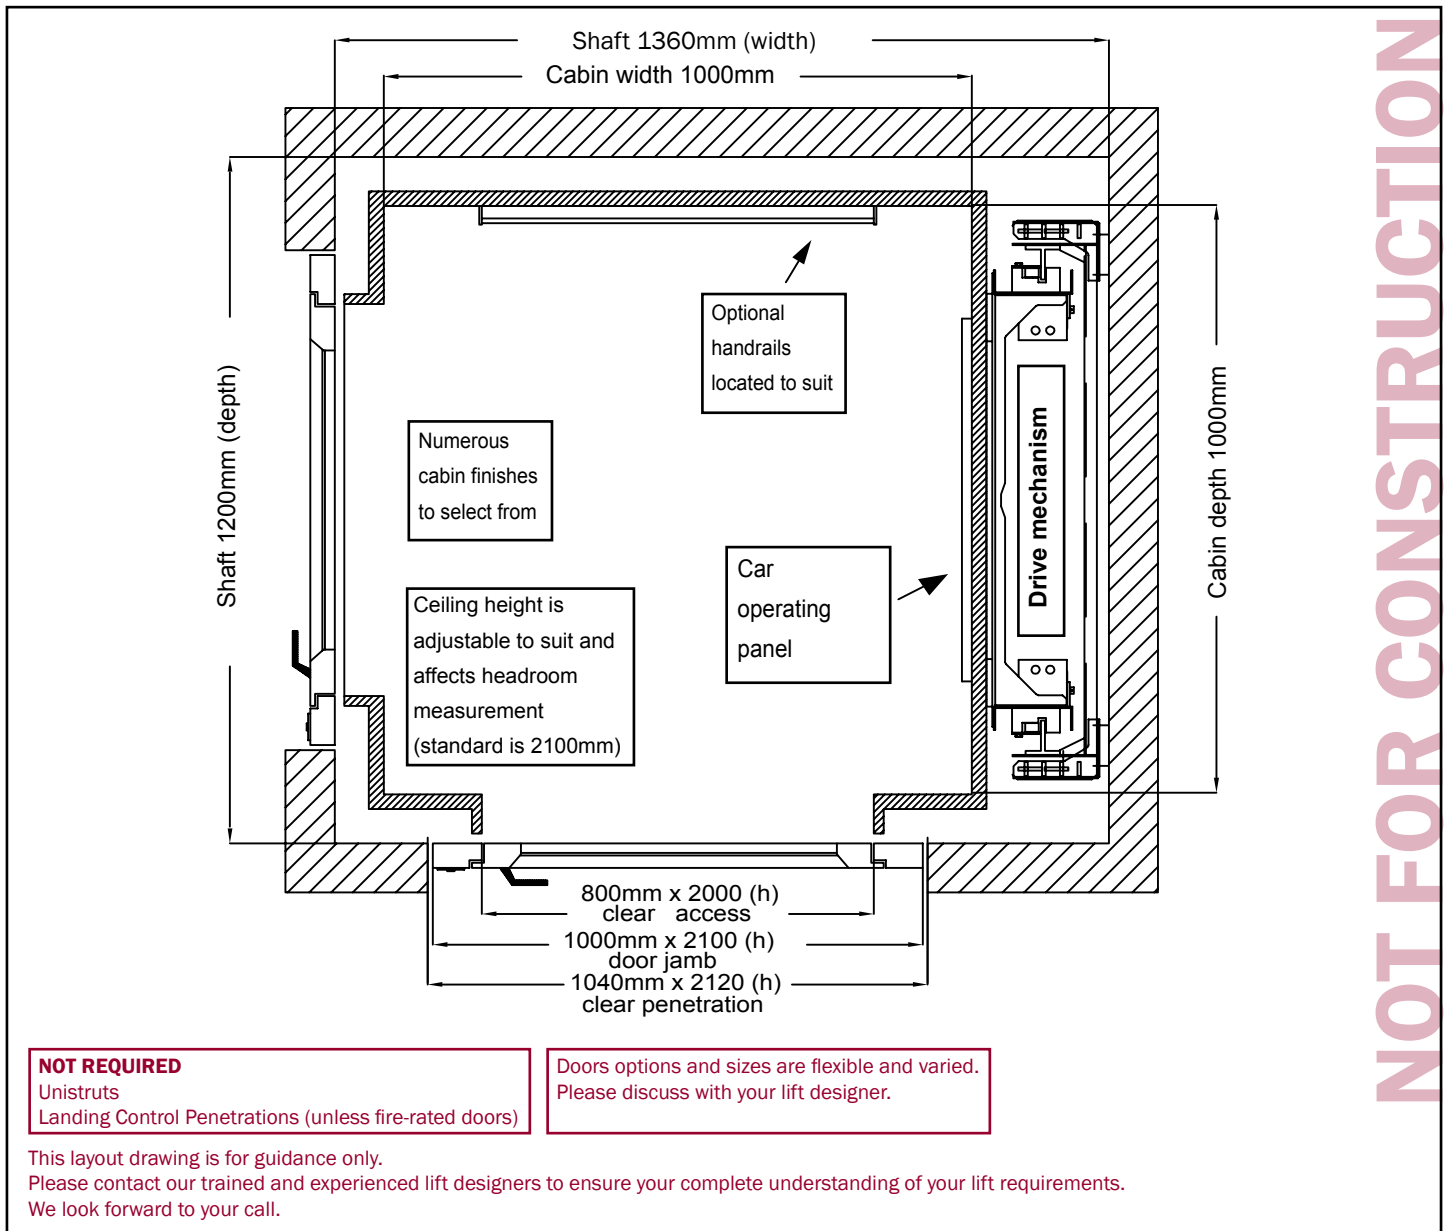 Shaft 1360mm (width)
Cabin width 1000mm
NOT FOR CONSTRUCTION
Shaft 1200mm (depth)
Optional
handrails
located to suit
Numerous
cabin finishes
to select from
Drive mechanism
Cabin depth 1000mm
Car
operating
panel
Ceiling height is
adjustable to suit and
affects headroom
measurement
(standard is 2100mm)
800mm x 2000 (h)
clear access
1000mm x 2100 (h)
door jamb
1040mm x 2120 (h)
clear penetration
NOT REQUIRED
Unistruts
Landing Control Penetrations (unless fire-rated doors)
Doors options and sizes are flexible and varied.
Please discuss with your lift designer.
This layout drawing is for guidance only.
Please contact our trained and experienced lift designers to ensure your complete understanding of your lift requirements.
We look forward to your call.